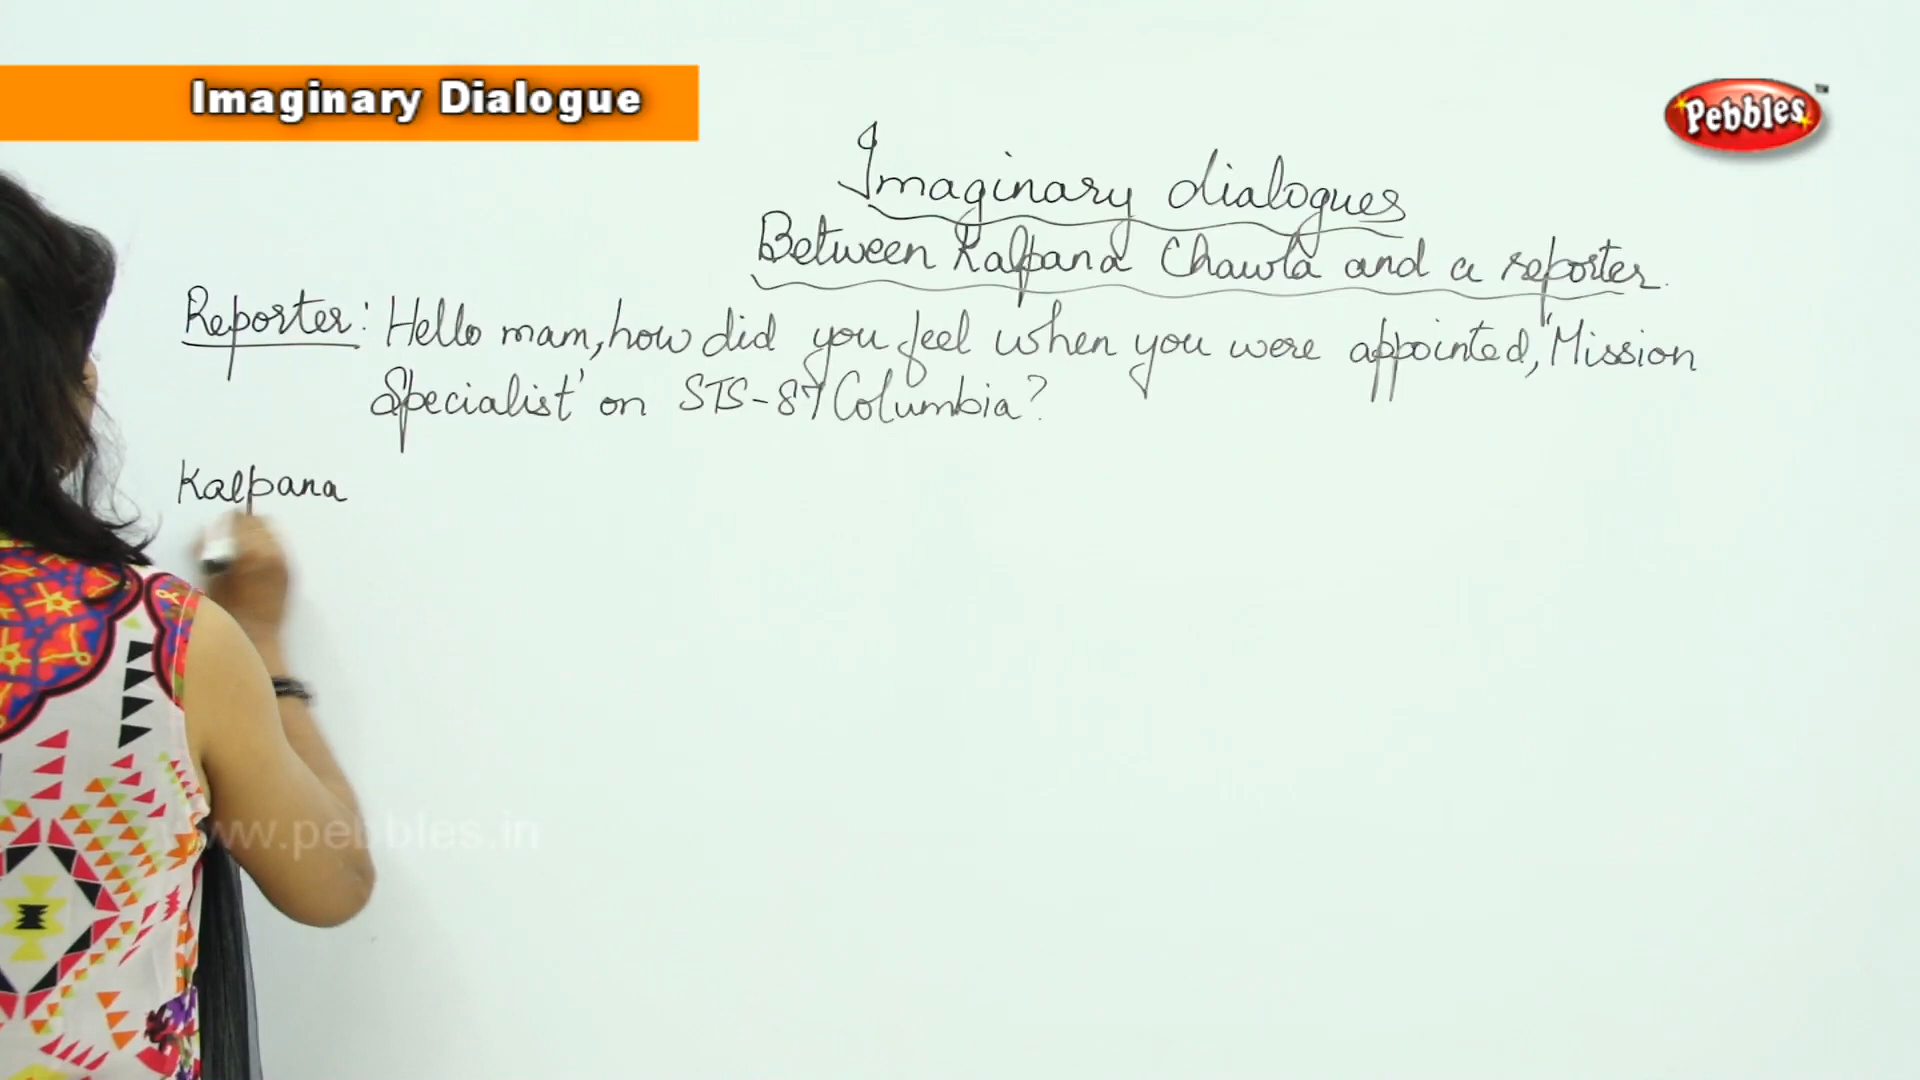 Imaginary Dialogue
Pebbles™
Imaginary dialogues
Between Kalpana Chawla and a reporter.
Reporter: Hello mam, how did you feel when you were appointed, 'Mission
Specialist' on STS-87 Columbia?
Kalpana
www.pebbles.in